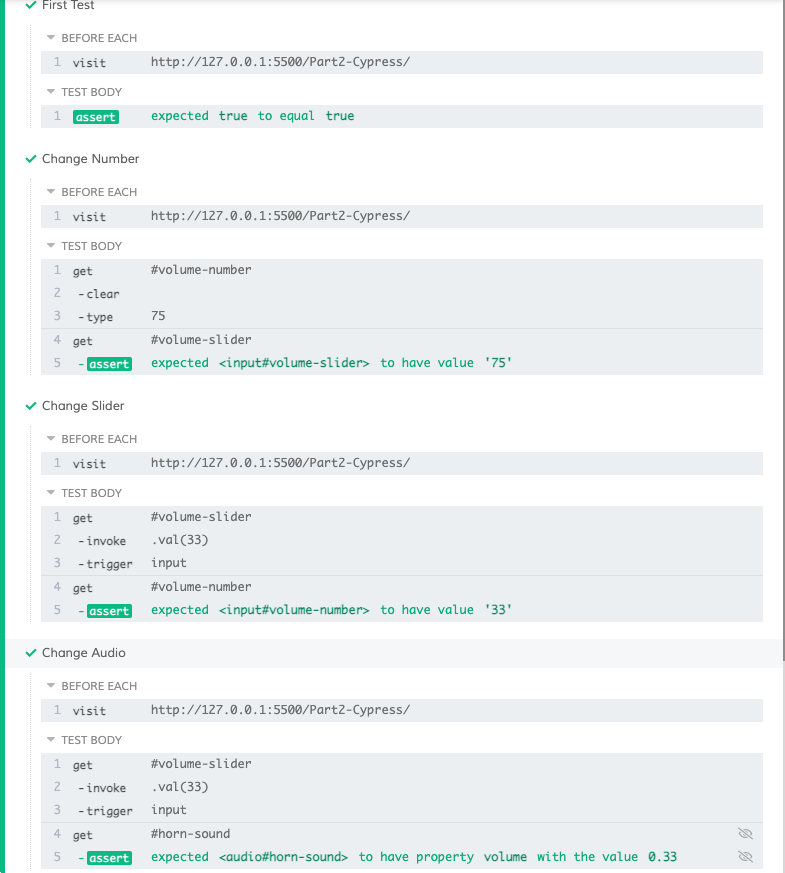 First Test
BEFORE EACH
1 visit http://127.0.0.1:5500/Part2-Cypress/
TEST BODY
1 assert expected true to equal true
Change Number
BEFORE EACH
1 visit http://127.0.0.1:5500/Part2-Cypress/
TEST BODY
1 get #volume-number
2 -clear
3 -type 75
4 get #volume-slider
5 -assert expected <input#volume-slider> to have value '75'
Change Slider
BEFORE EACH
1 visit http://127.0.0.1:5500/Part2-Cypress/
TEST BODY
1 get #volume-slider
2 -invoke .val(33)
3 -trigger input
4 get #volume-number
5 -assert expected <input#volume-number> to have value '33'
Change Audio
BEFORE EACH
1 visit http://127.0.0.1:5500/Part2-Cypress/
TEST BODY
1 get #volume-slider
2 -invoke .val(33)
3 -trigger input
4 get #horn-sound
5 -assert expected <audio#horn-sound> to have property volume with the value 0.33